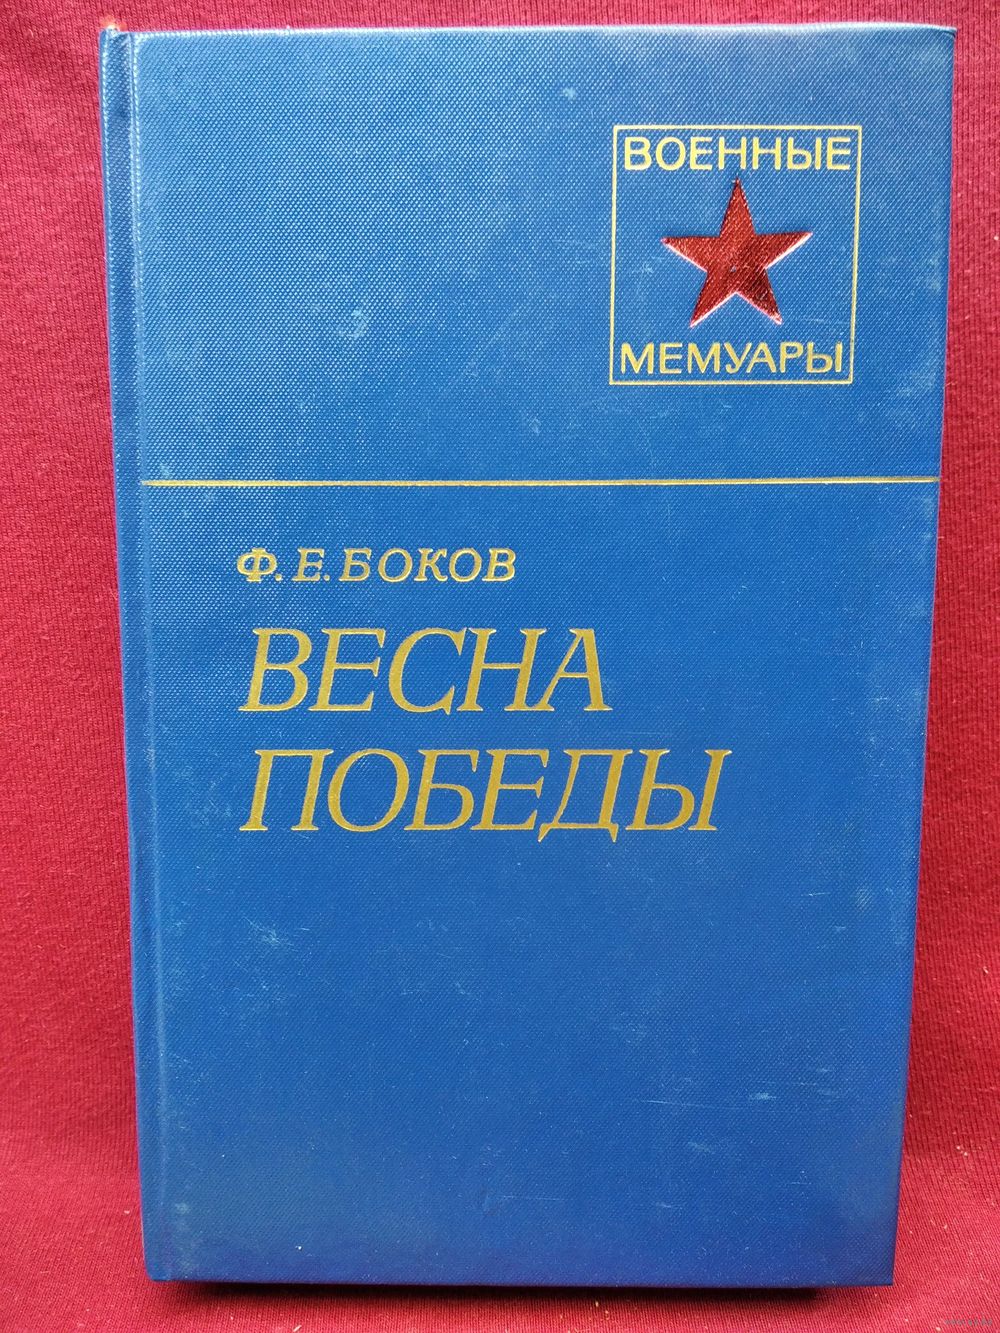 ВОЕННЫЕ
МЕМУАРЫ
Ф. Е. БОКОВ
ВЕСНА
ПОБЕДЫ